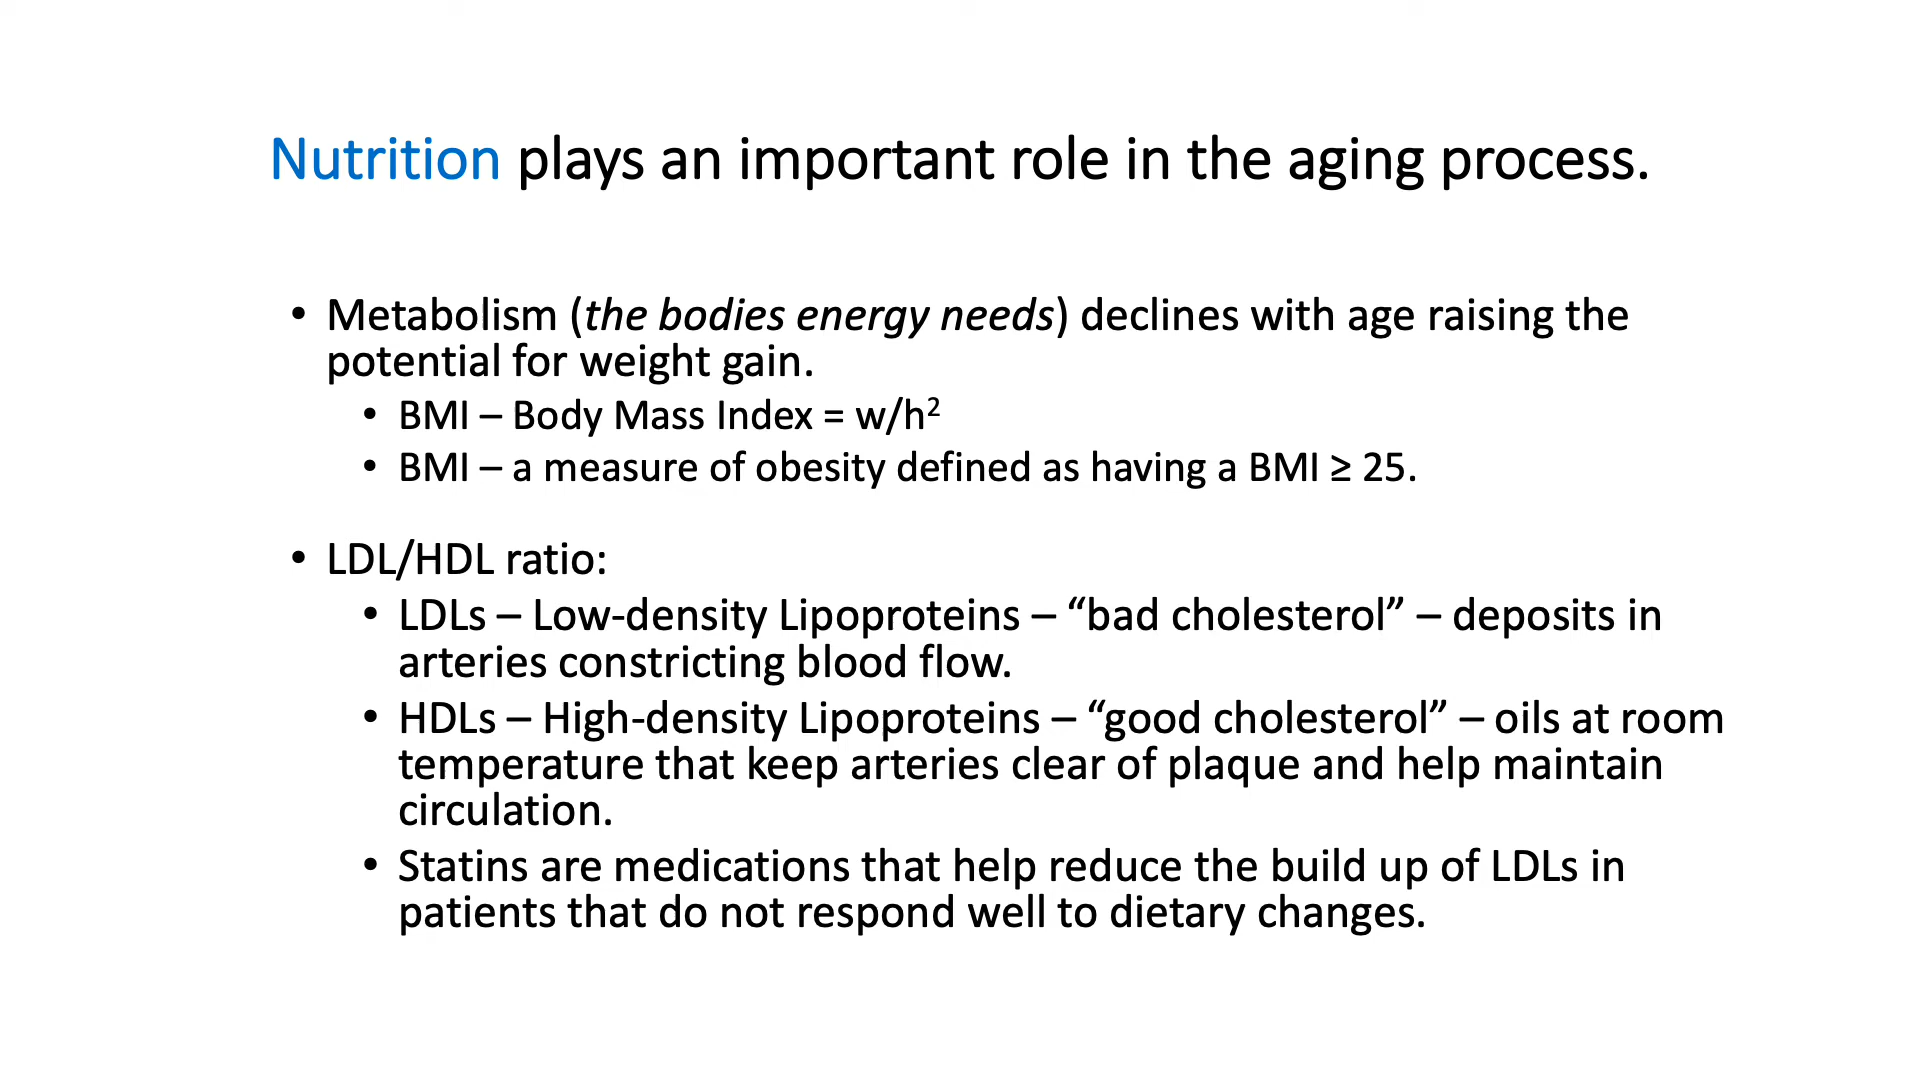 Nutrition plays an important role in the aging process.
• Metabolism (the bodies energy needs) declines with age raising the
potential for weight gain.
• BMI – Body Mass Index = w/h²
• BMI – a measure of obesity defined as having a BMI ≥ 25.
• LDL/HDL ratio:
• LDLs – Low-density Lipoproteins – “bad cholesterol” – deposits in
arteries constricting blood flow.
• HDLs – High-density Lipoproteins – “good cholesterol” – oils at room
temperature that keep arteries clear of plaque and help maintain
circulation.
• Statins are medications that help reduce the build up of LDLs in
patients that do not respond well to dietary changes.